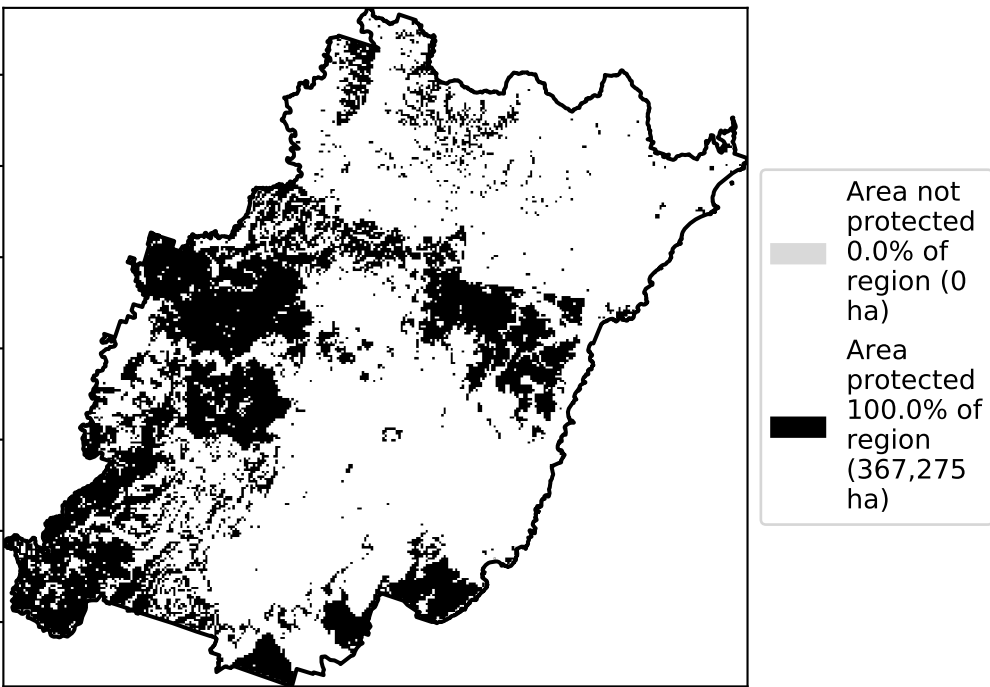 Area not
protected
0.0% of
region (0
ha)
Area
protected
100.0% of
region
(367,275
ha)